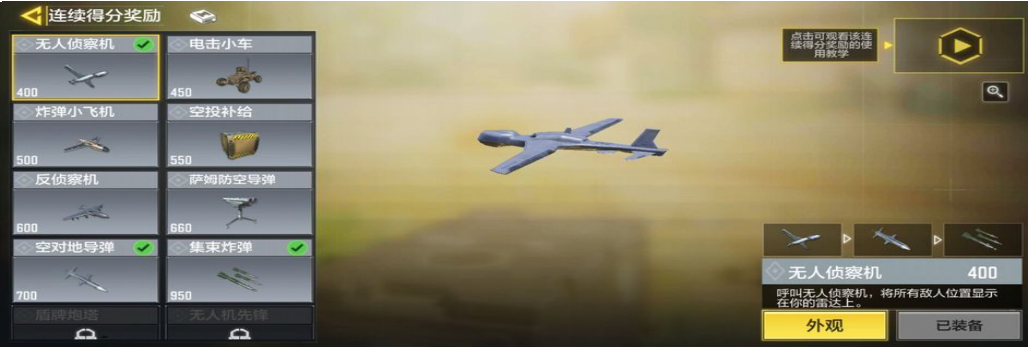 连续得分奖励
无人侦察机
400
电击小车
450
炸弹小飞机
500
空投补给
550
反侦察机
600
萨姆防空导弹
660
空对地导弹
700
集束炸弹
950
盾牌炮塔
无人机先锋
点击可观看该连
续得分奖励的使
用教学
无人侦察机
400
呼叫无人侦察机，将所有敌人位置显示
在你的雷达上。
外观
已装备